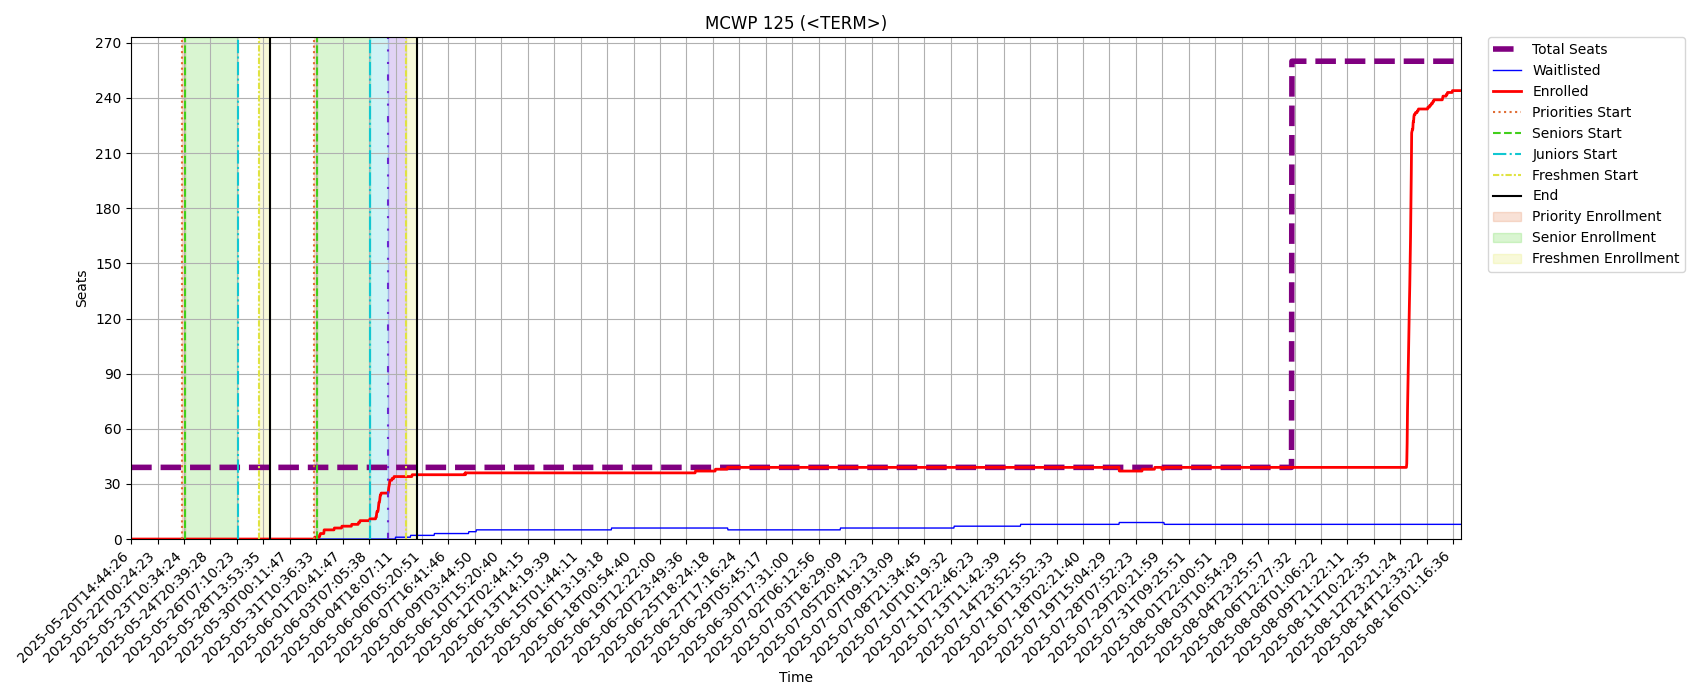 MCWP 125 (<TERM>)
270
240
210
180
150
120
90
60
30
0
Seats
2025-05-20T14:44:26
2025-05-22T00:24:23
2025-05-23T10:34:24
2025-05-24T20:39:28
2025-05-26T07:10:23
2025-05-28T13:53:35
2025-05-30T00:11:47
2025-05-31T10:36:33
2025-06-01T20:41:47
2025-06-03T07:05:38
2025-06-04T18:07:11
2025-06-06T05:20:51
2025-06-07T16:41:46
2025-06-09T03:44:50
2025-06-10T15:20:40
2025-06-12T02:44:15
2025-06-13T14:19:39
2025-06-15T01:44:11
2025-06-16T13:19:18
2025-06-18T00:54:40
2025-06-19T12:22:00
2025-06-20T23:49:36
2025-06-25T18:24:18
2025-06-27T17:16:24
2025-06-29T05:45:17
2025-06-30T17:31:00
2025-07-02T06:12:56
2025-07-03T18:29:09
2025-07-05T20:41:23
2025-07-07T09:13:09
2025-07-08T21:34:45
2025-07-10T10:19:32
2025-07-11T22:46:23
2025-07-13T11:42:39
2025-07-14T23:52:55
2025-07-16T13:52:33
2025-07-18T02:21:40
2025-07-19T15:04:29
2025-07-28T07:52:23
2025-07-29T20:21:59
2025-07-31T09:25:51
2025-08-01T22:00:51
2025-08-03T10:54:29
2025-08-04T23:25:57
2025-08-06T12:27:32
2025-08-08T01:06:22
2025-08-09T21:22:11
2025-08-11T10:22:35
2025-08-12T23:21:24
2025-08-14T12:33:22
2025-08-16T01:16:36
Time
Total Seats
Waitlisted
Enrolled
Priorities Start
Seniors Start
Juniors Start
Freshmen Start
End
Priority Enrollment
Senior Enrollment
Freshmen Enrollment